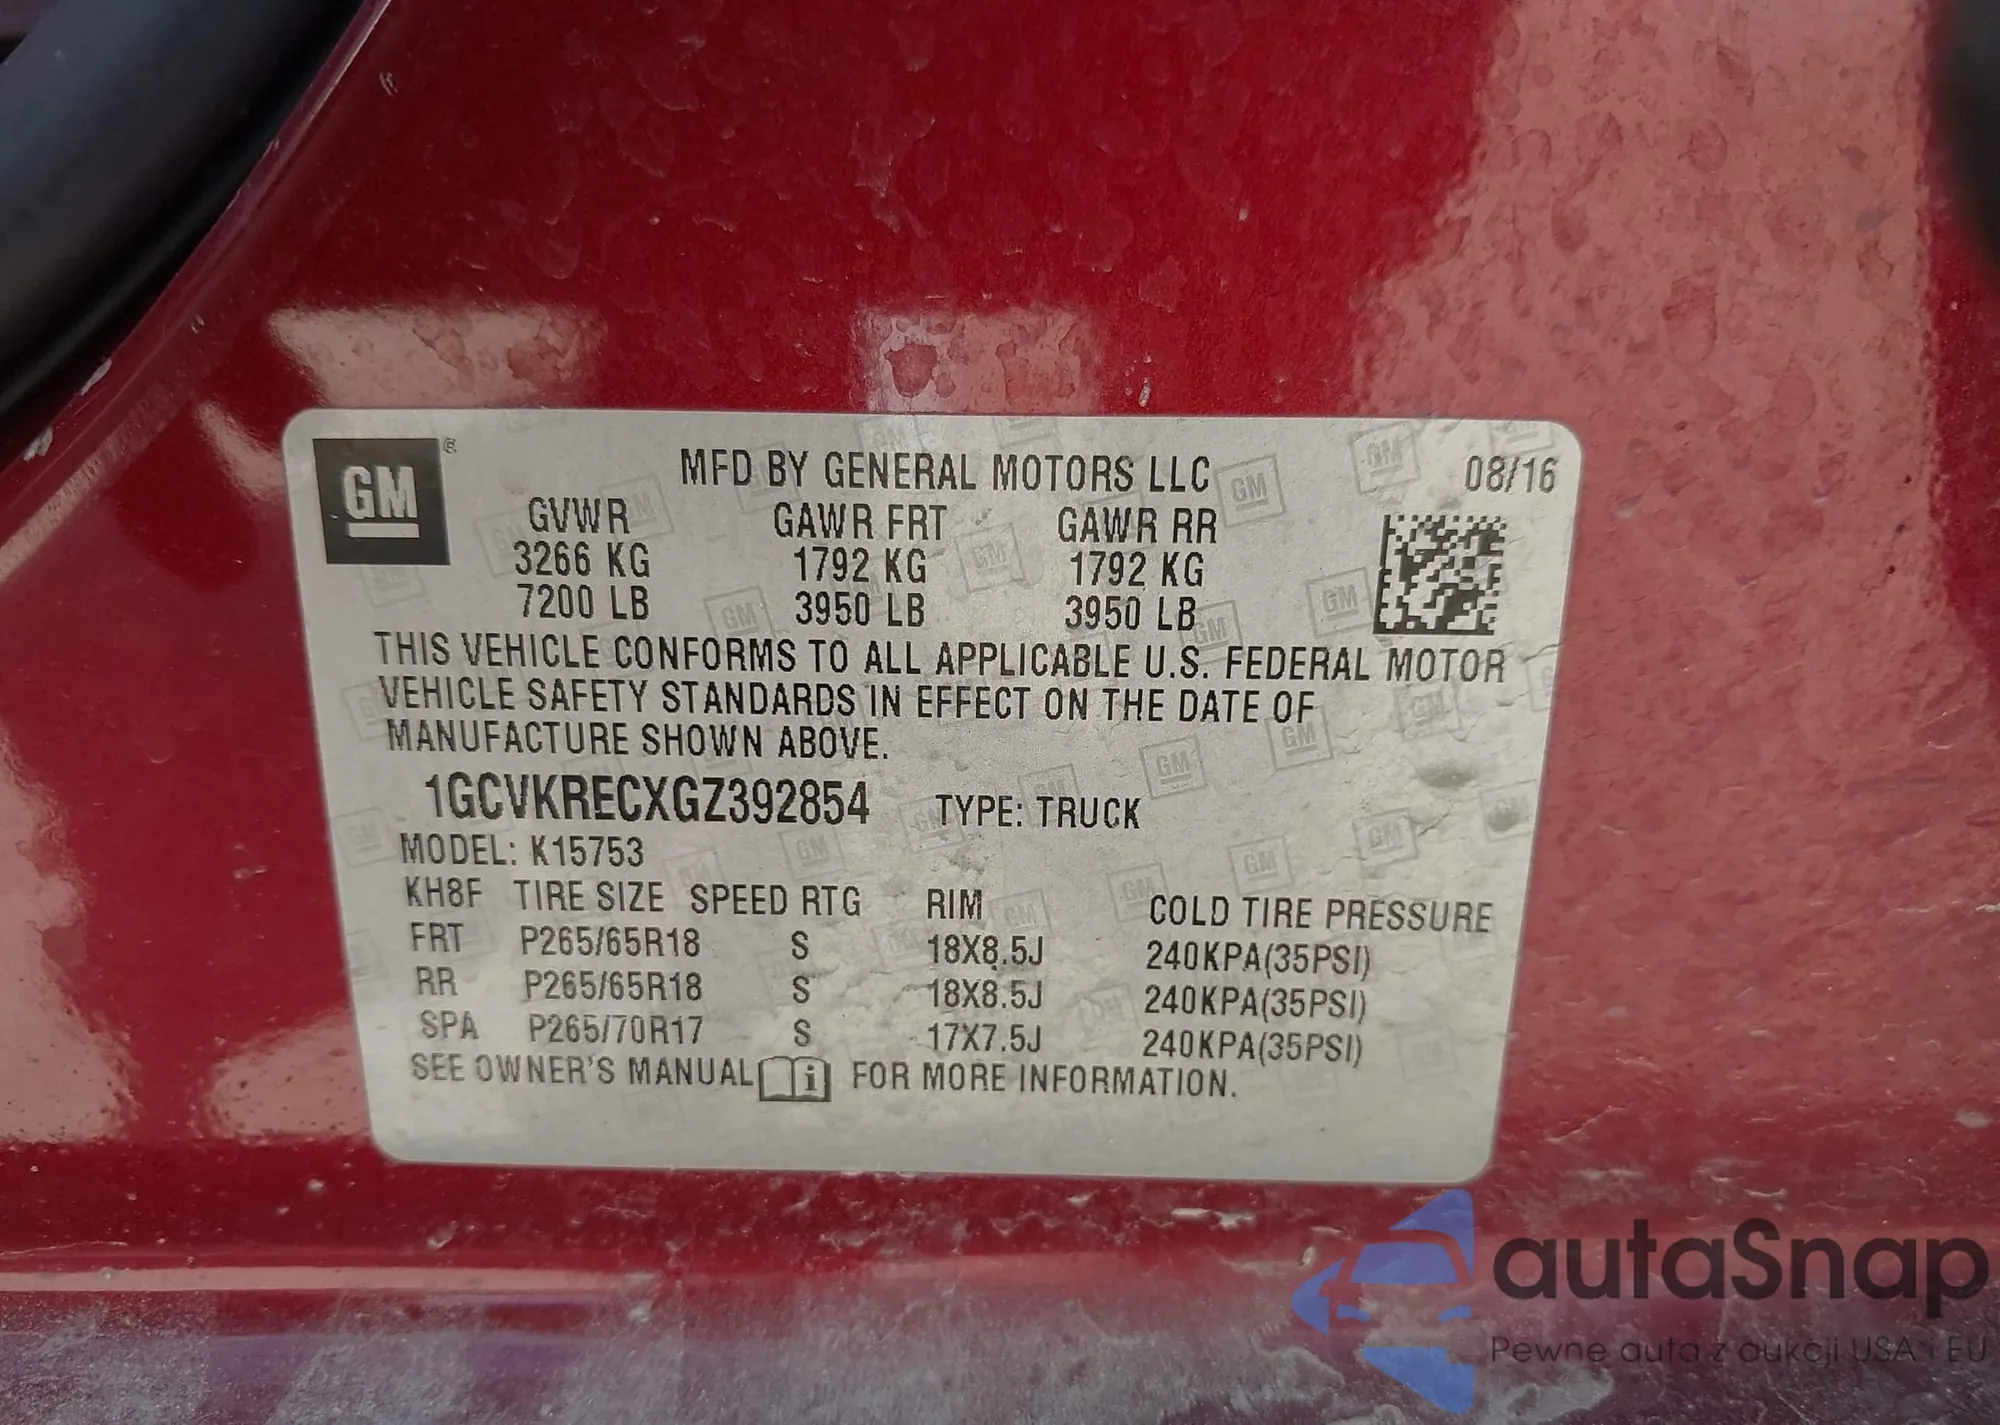 GM ®
MFD BY GENERAL MOTORS LLC 08/16
GVWR GAWR FRT GAWR RR
3266 KG 1792 KG 1792 KG
7200 LB 3950 LB 3950 LB
THIS VEHICLE CONFORMS TO ALL APPLICABLE U.S. FEDERAL MOTOR
VEHICLE SAFETY STANDARDS IN EFFECT ON THE DATE OF
MANUFACTURE SHOWN ABOVE.
1GCVKRECXGZ392854 TYPE: TRUCK
MODEL: K15753
KH8F TIRE SIZE SPEED RTG RIM COLD TIRE PRESSURE
FRT P265/65R18 S 18X8.5J 240KPA(35PSI)
RR P265/65R18 S 18X8.5J 240KPA(35PSI)
SPA P265/70R17 S 17X7.5J 240KPA(35PSI)
SEE OWNER'S MANUAL i FOR MORE INFORMATION.
autaSnap
Pewne auta z aukcji USA i EU